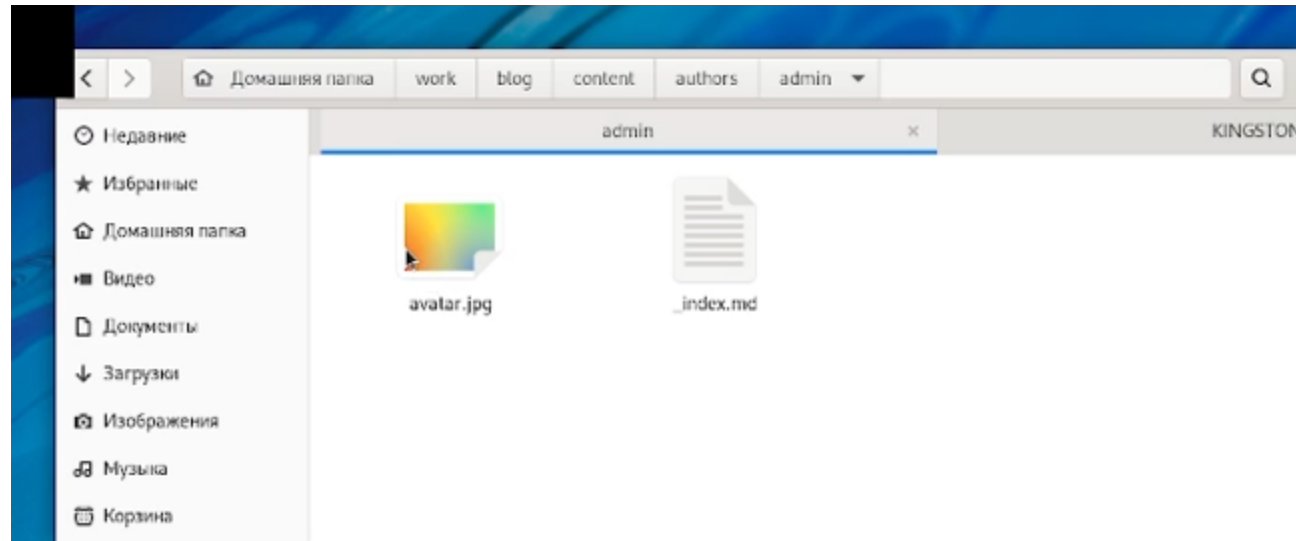 Домашняя папка work blog content authors admin
admin × KINGSTON
Недавние
Избранные
Домашняя папка
Видео
Документы
Загрузки
Изображения
Музыка
Корзина
avatar.jpg _index.md